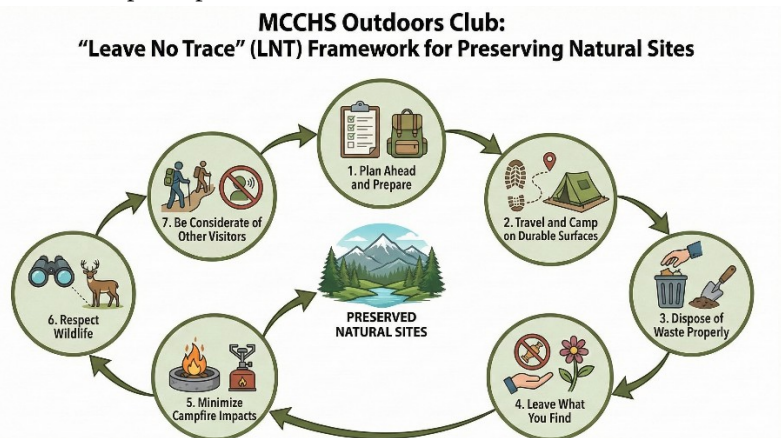 MCCHS Outdoors Club:
“Leave No Trace” (LNT) Framework for Preserving Natural Sites
1. Plan Ahead
and Prepare
2. Travel and Camp
on Durable Surfaces
3. Dispose of
Waste Properly
4. Leave What
You Find
5. Minimize
Campfire Impacts
6. Respect
Wildlife
7. Be Considerate of
Other Visitors
PRESERVED
NATURAL SITES